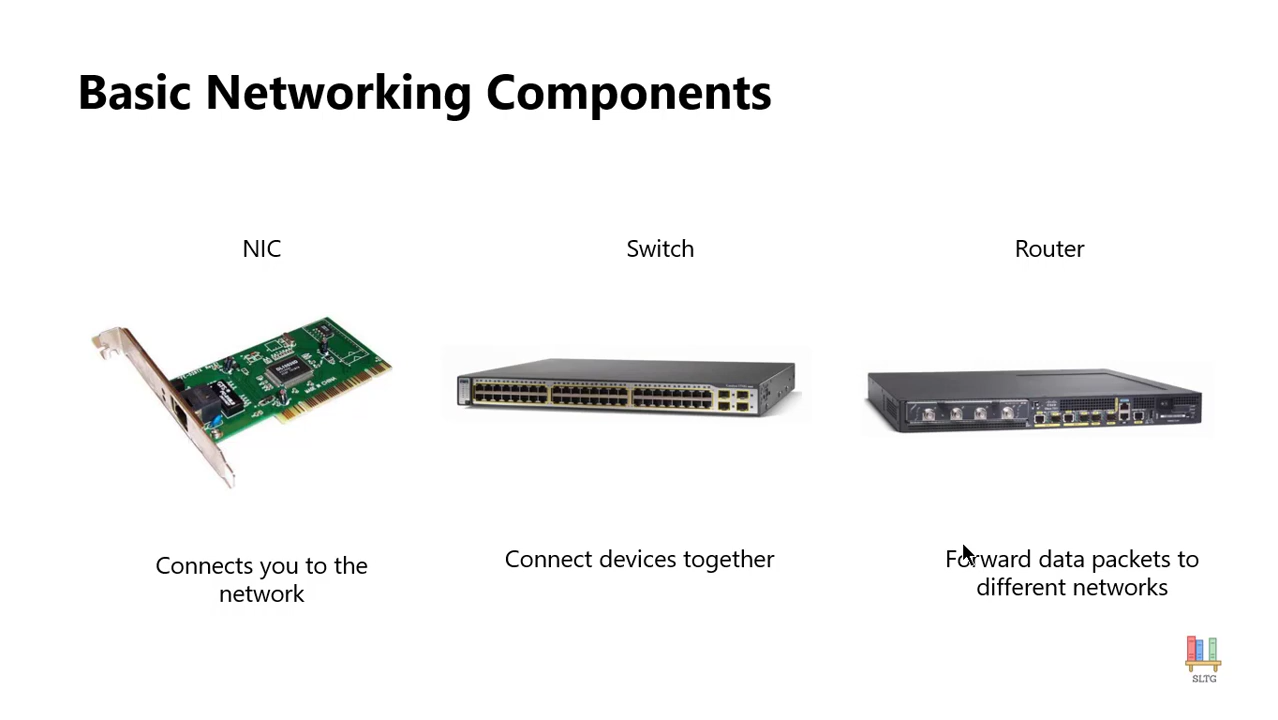 Basic Networking Components
NIC
Switch
Router
Connects you to the
network
Connect devices together
Forward data packets to
different networks
SLTG